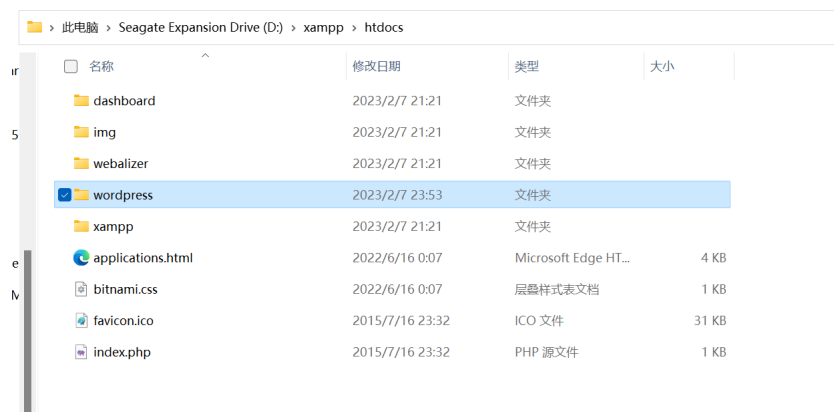 此电脑 > Seagate Expansion Drive (D:) > xampp > htdocs
名称 修改日期 类型 大小
dashboard 2023/2/7 21:21 文件夹
img 2023/2/7 21:21 文件夹
5
webalizer 2023/2/7 21:21 文件夹
wordpress 2023/2/7 23:53 文件夹
xampp 2023/2/7 21:21 文件夹
e
applications.html 2022/6/16 0:07 Microsoft Edge HT... 4 KB
bitnami.css 2022/6/16 0:07 层叠样式表文档 1 KB
favicon.ico 2015/7/16 23:32 ICO 文件 31 KB
index.php 2015/7/16 23:32 PHP 源文件 1 KB